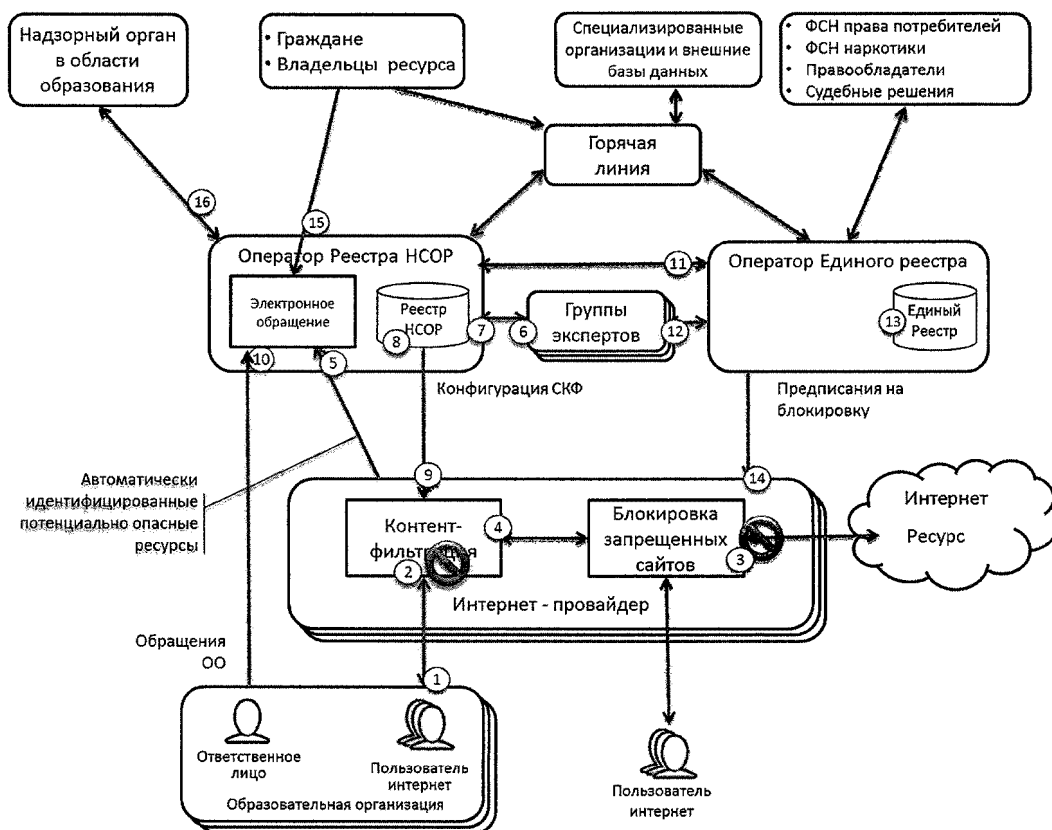 Надзорный орган
в области
образования
• Граждане
• Владельцы ресурса
Специализированные
организации и внешние
базы данных
• ФСН права потребителей
• ФСН наркотики
• Правообладатели
• Судебные решения
Горячая
линия
16
15
Оператор Реестра НСОР
11
Оператор Единого реестра
Электронное
обращение
Реестр
НСОР
8
7
6
Группы
экспертов
12
13
Единый
Реестр
10
5
Конфигурация СКФ
Предписания на
блокировку
Автоматически
идентифицированные
потенциально опасные
ресурсы
9
14
Контент-
фильтрация
4
2
Блокировка
запрещенных
сайтов
3
Интернет
Ресурс
Интернет - провайдер
Обращения
ОО
1
Ответственное
лицо
Пользователь
интернет
Образовательная организация
Пользователь
интернет